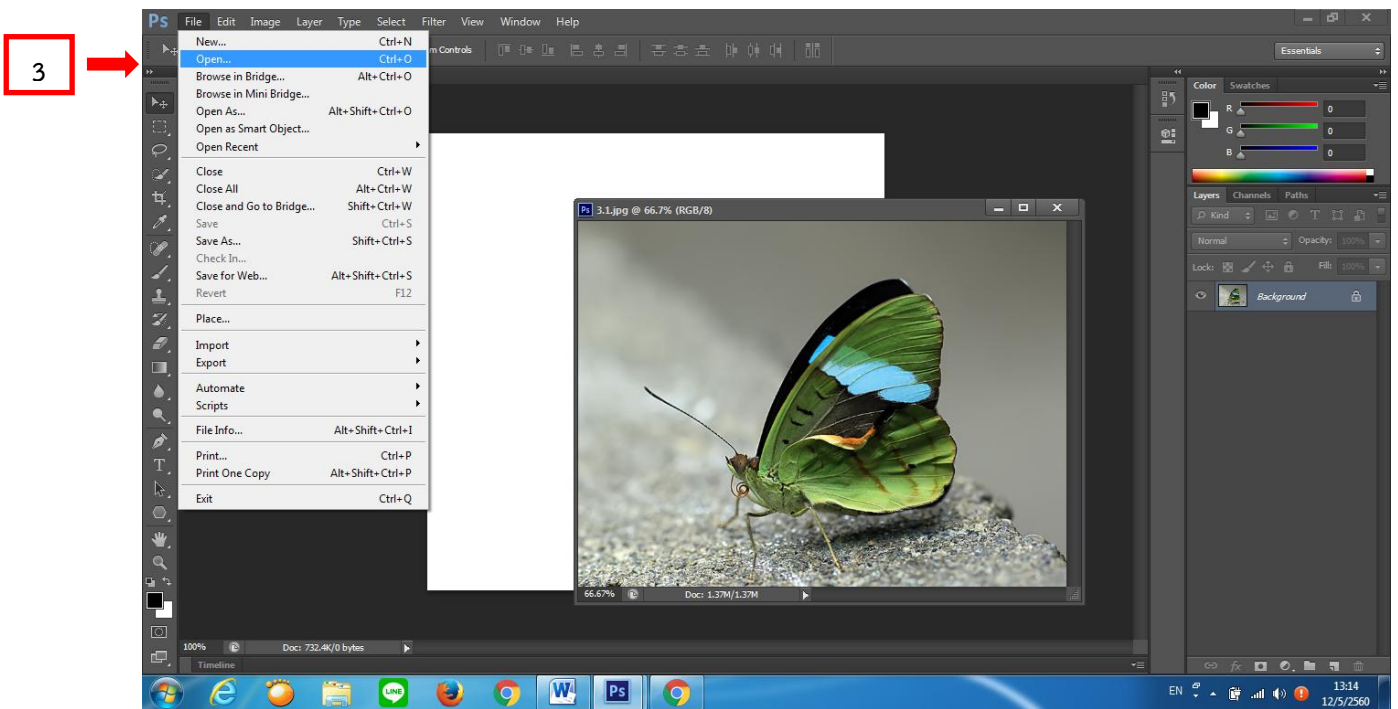 3
Ps File Edit Image Layer Type Select Filter View Window Help
m Controls Essentials
New... Ctrl+N
Open... Ctrl+O
Browse in Bridge... Alt+Ctrl+O
Browse in Mini Bridge...
Open As... Alt+Shift+Ctrl+O
Open as Smart Object...
Open Recent
Close Ctrl+W
Close All Alt+Ctrl+W
Close and Go to Bridge... Shift+Ctrl+W
Save Ctrl+S
Save As... Shift+Ctrl+S
Check In...
Save for Web... Alt+Shift+Ctrl+S
Revert F12
Place...
Import
Export
Automate
Scripts
File Info... Alt+Shift+Ctrl+I
Print... Ctrl+P
Print One Copy Alt+Shift+Ctrl+P
Exit Ctrl+Q
Ps 3.1.jpg @ 66.7% (RGB/8)
66.67% Doc: 1.37M/1.37M
Color Swatches
R 0
G 0
B 0
Layers Channels Paths
Kind
Normal Opacity: 100%
Lock: Fill: 100%
Background
100% Doc: 732.4K/0 bytes
Timeline
LINE
W
Ps
EN 13:14
12/5/2560